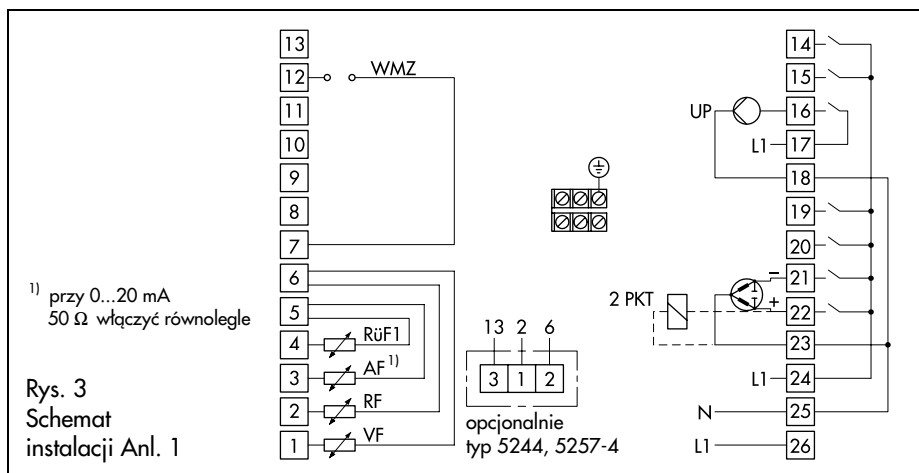 13
12
WMZ
11
10
9
8
7
6
5
4
RüF1
3
AF 1)
2
RF
1
VF
1) przy 0...20 mA
50 Ω włączyć równolegle
Rys. 3
Schemat
instalacji Anl. 1
13 2 6
3 1 2
opcjonalnie
typ 5244, 5257-4
14
15
UP
16
L1
17
18
19
20
21
−
2 PKT
+
22
23
L1
24
N
25
L1
26